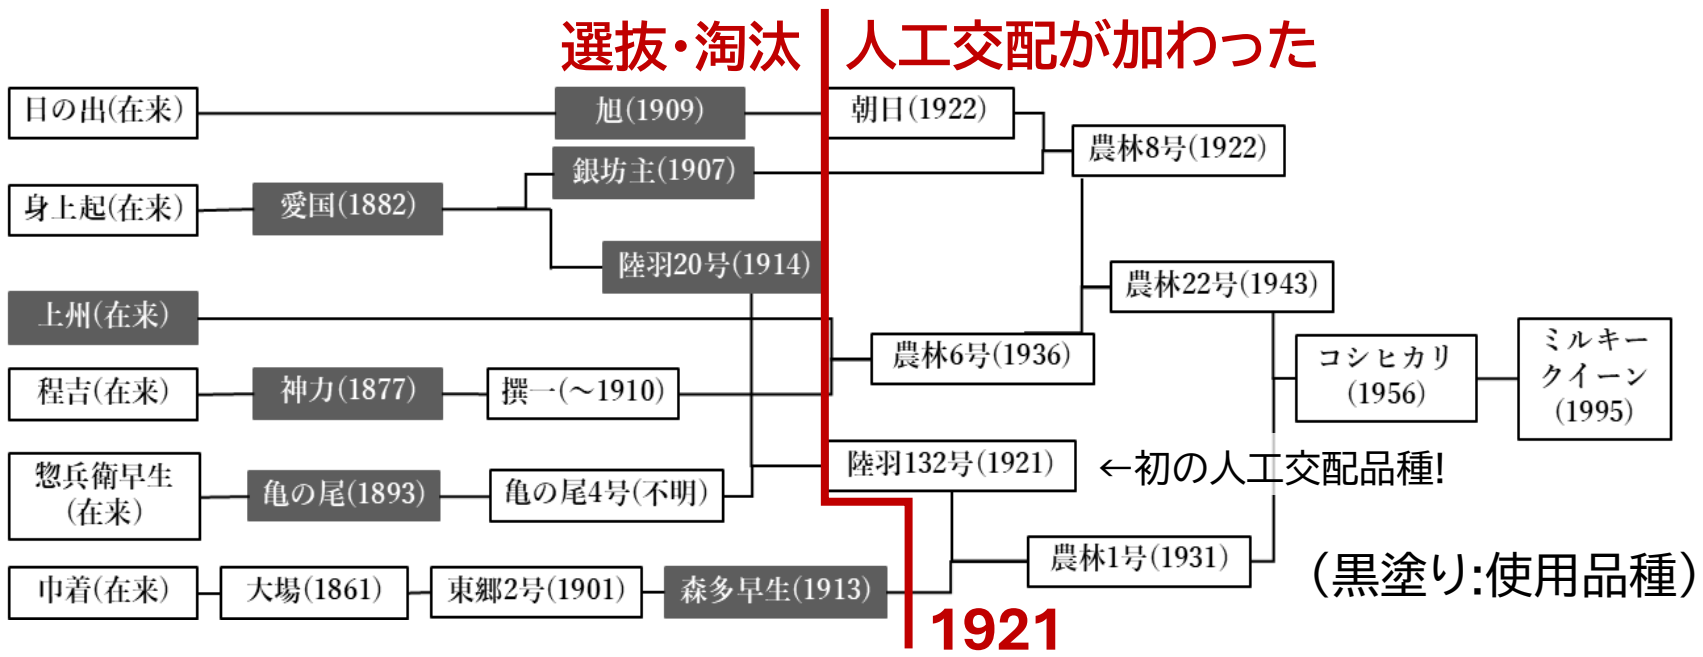 選抜・淘汰
人工交配が加わった
日の出(在来)
旭(1909)
朝日(1922)
農林8号(1922)
銀坊主(1907)
身上起(在来)
愛国(1882)
陸羽20号(1914)
農林22号(1943)
上州(在来)
農林6号(1936)
コシヒカリ
(1956)
ミルキー
クイーン
(1995)
程吉(在来)
神力(1877)
撰一(～1910)
陸羽132号(1921)
←初の人工交配品種!
惣兵衛早生
(在来)
亀の尾(1893)
亀の尾4号(不明)
農林1号(1931)
(黒塗り:使用品種)
巾着(在来)
大場(1861)
東郷2号(1901)
森多早生(1913)
1921